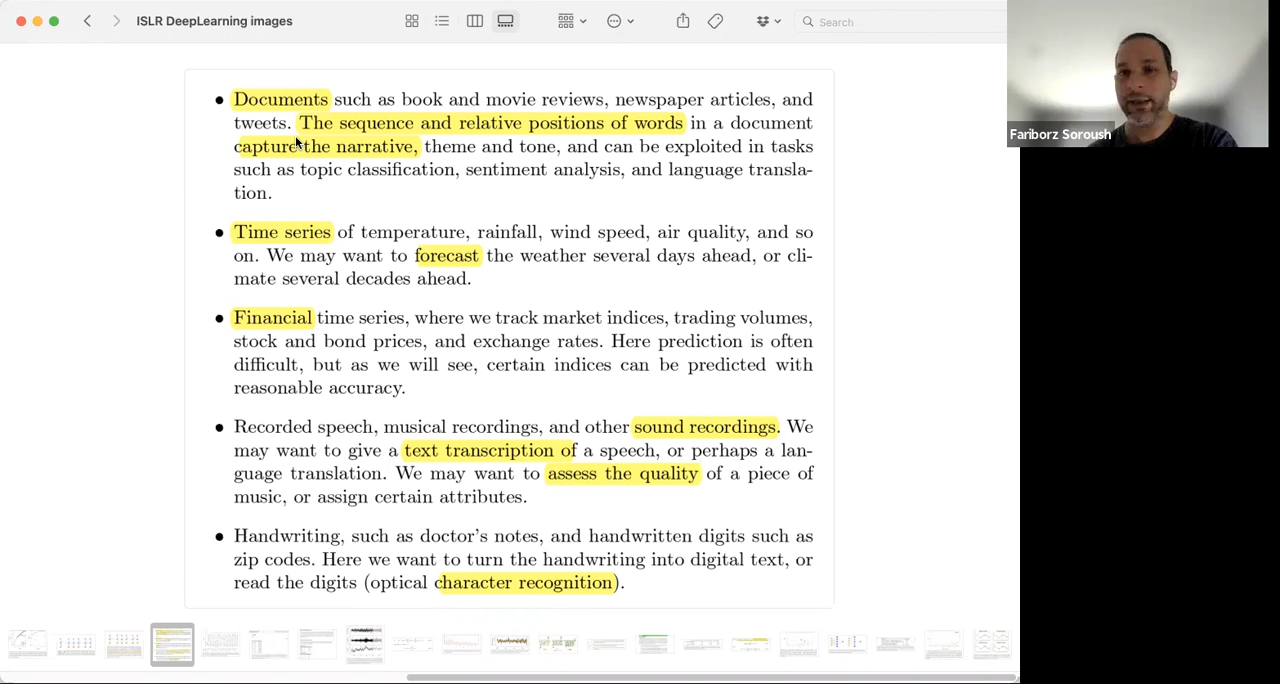 ISLR DeepLearning images
Search
Fariborz Soroush
● Documents such as book and movie reviews, newspaper articles, and
tweets. The sequence and relative positions of words in a document
capture the narrative, theme and tone, and can be exploited in tasks
such as topic classification, sentiment analysis, and language transla-
tion.
● Time series of temperature, rainfall, wind speed, air quality, and so
on. We may want to forecast the weather several days ahead, or cli-
mate several decades ahead.
● Financial time series, where we track market indices, trading volumes,
stock and bond prices, and exchange rates. Here prediction is often
difficult, but as we will see, certain indices can be predicted with
reasonable accuracy.
● Recorded speech, musical recordings, and other sound recordings. We
may want to give a text transcription of a speech, or perhaps a lan-
guage translation. We may want to assess the quality of a piece of
music, or assign certain attributes.
● Handwriting, such as doctor's notes, and handwritten digits such as
zip codes. Here we want to turn the handwriting into digital text, or
read the digits (optical character recognition).